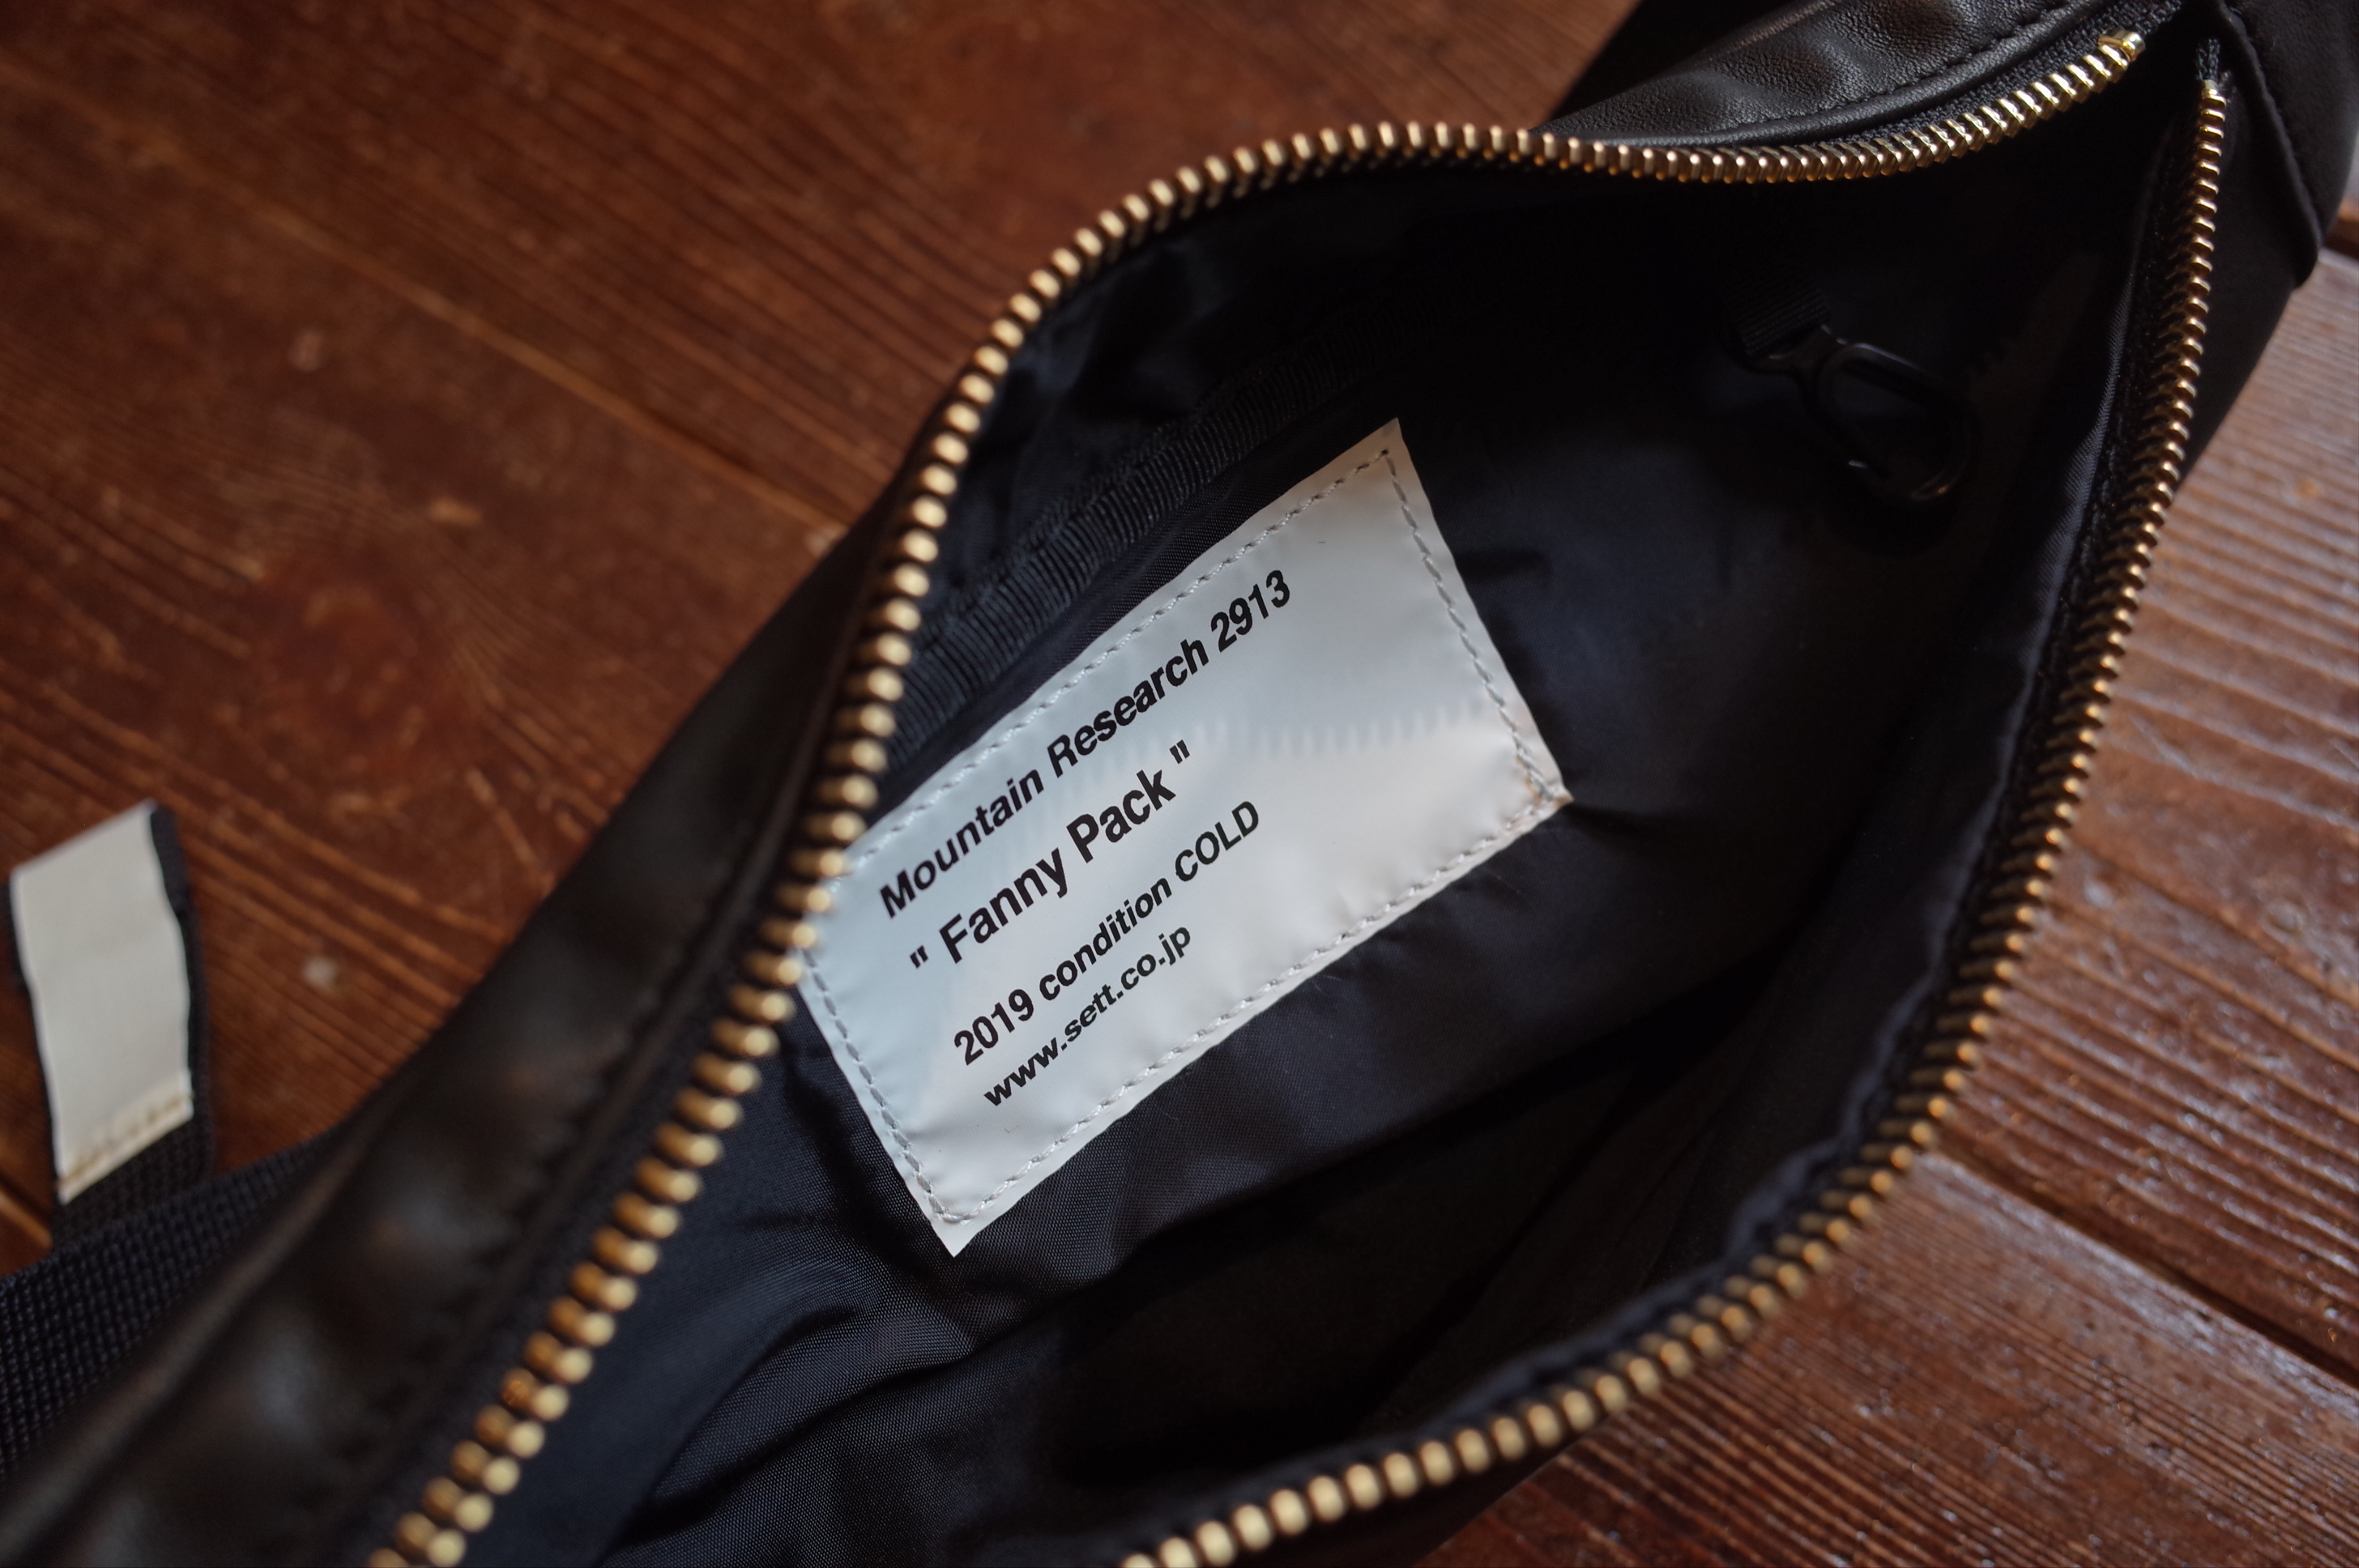 Mountain Research 2913
" Fanny Pack "
2019 condition COLD
www.sett.co.jp